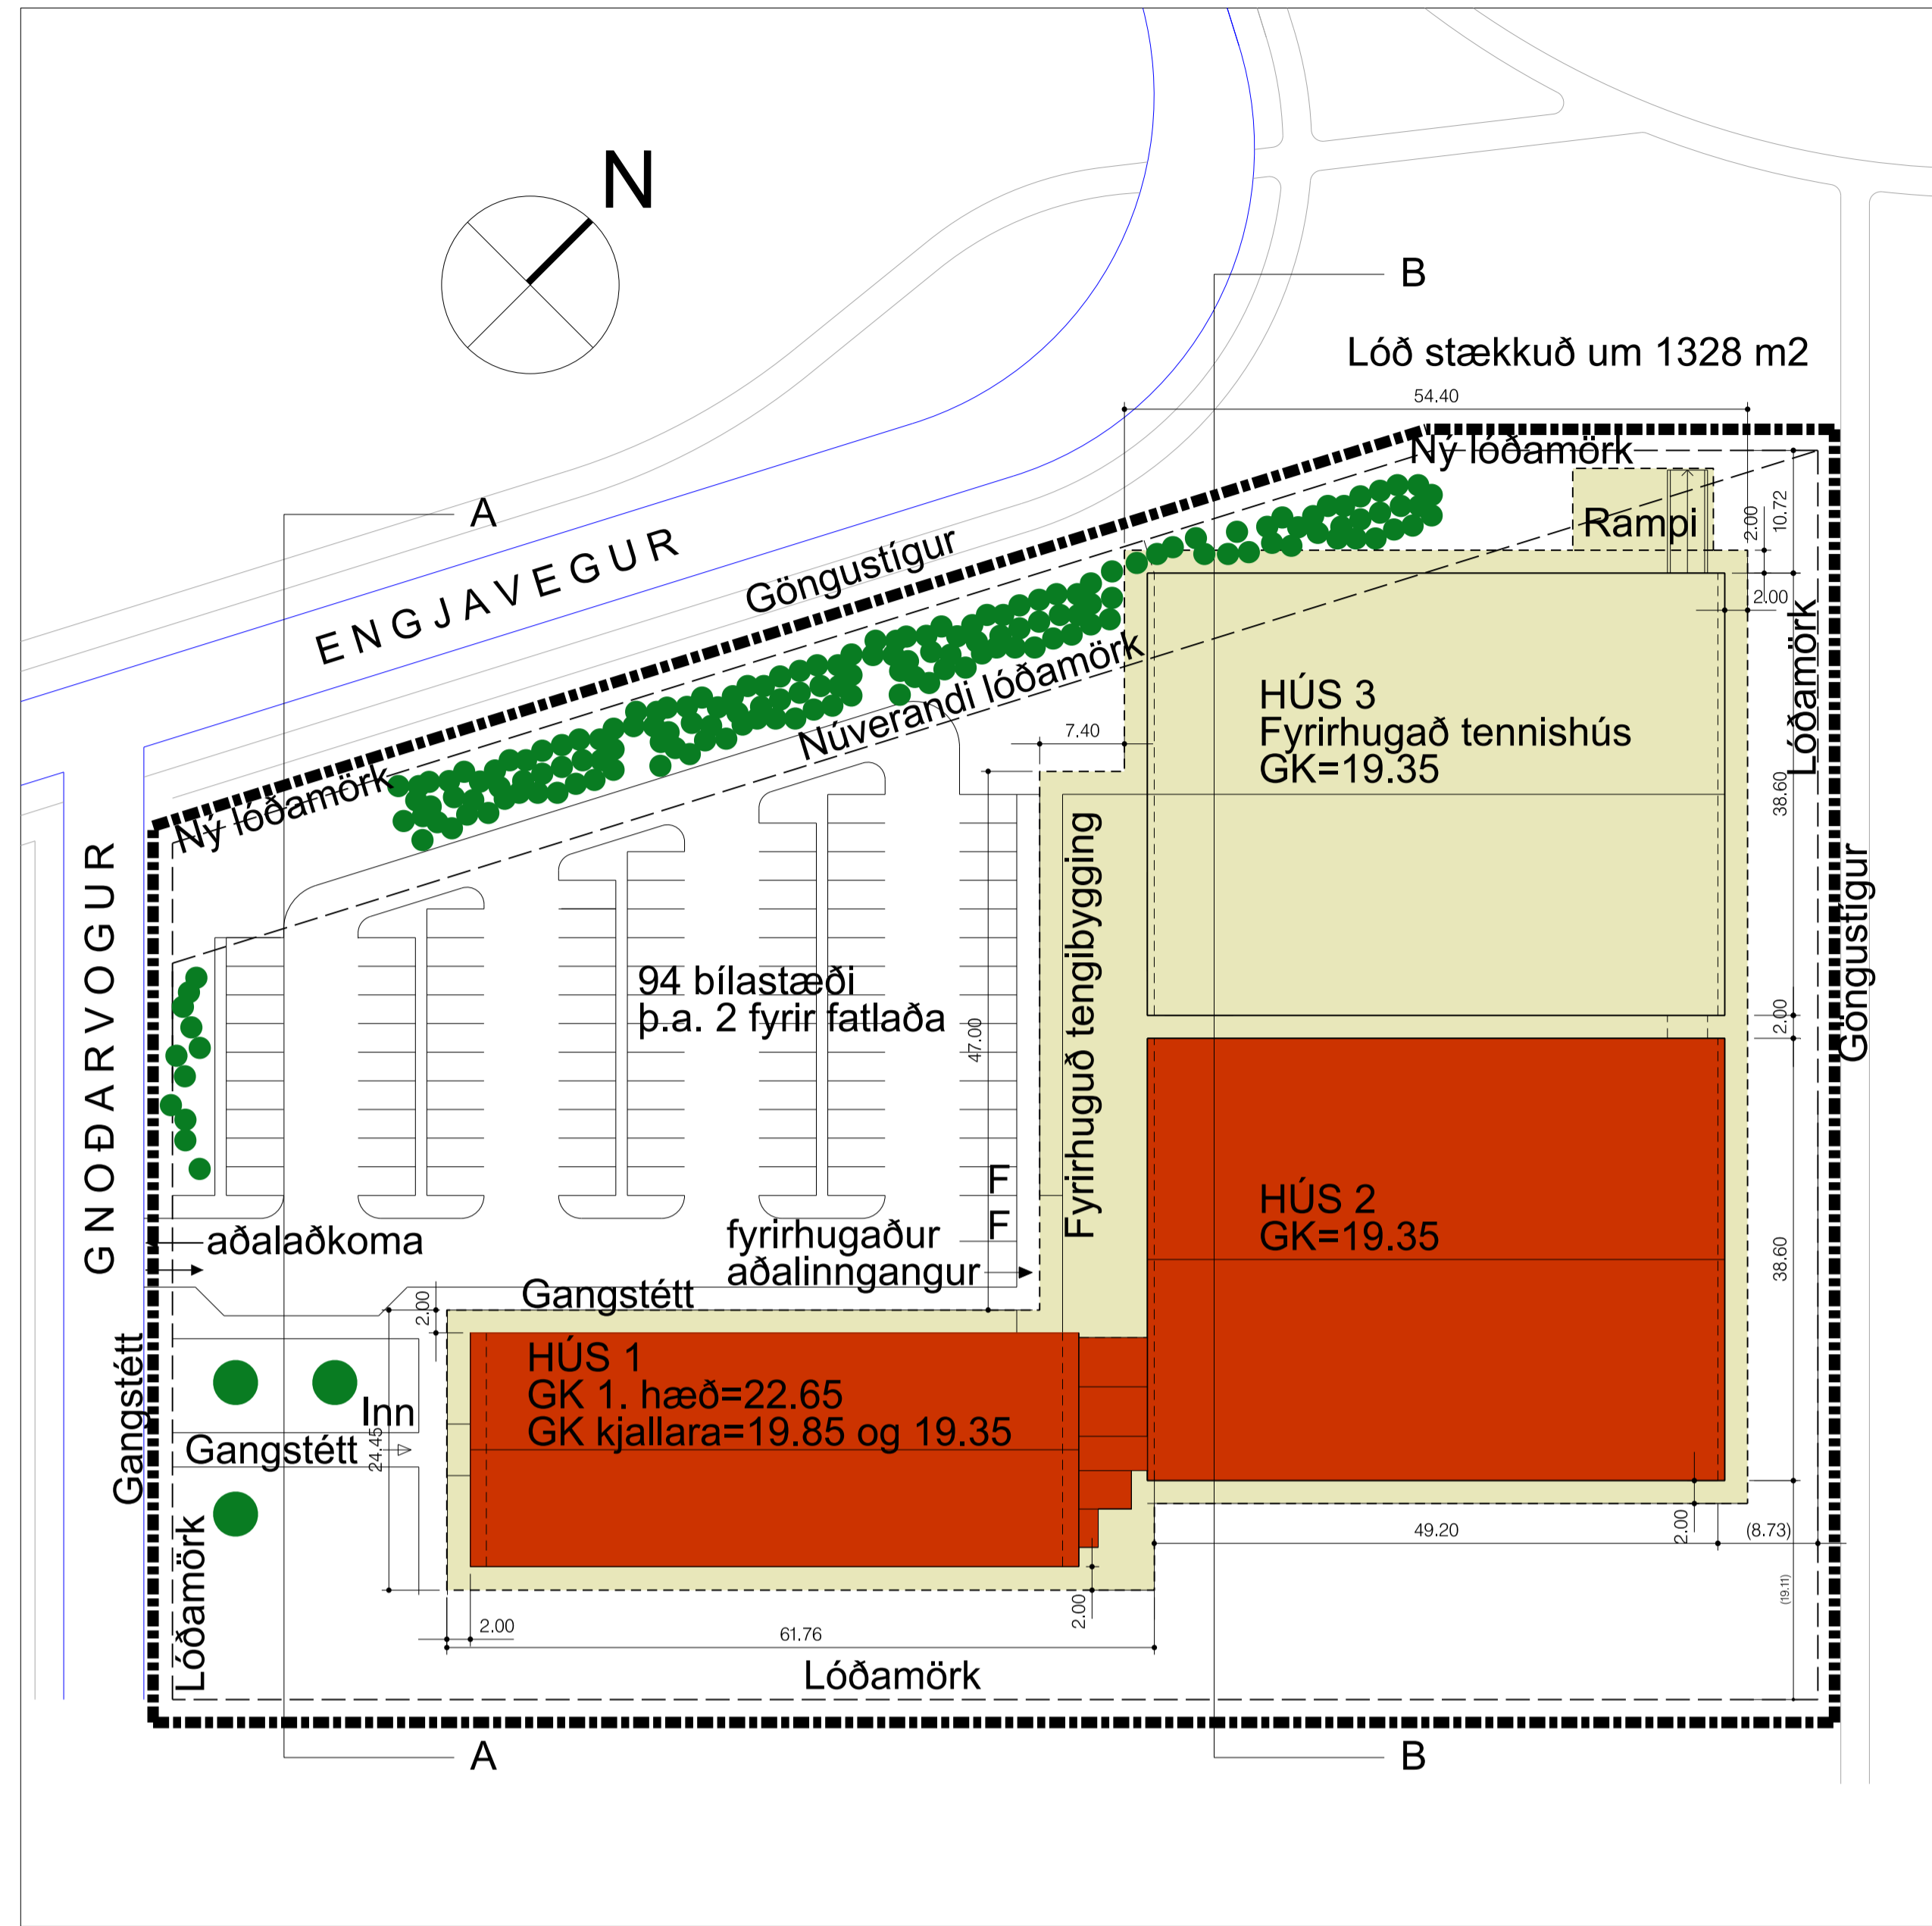 N
B
Lóð stækkuð um 1328 m2
54.40
Ný lóðamörk
A
ENGJAVEGUR
Göngustígur
Rampi
2.00
10.72
2.00
Lóðamörk
Núverandi lóðamörk
7.40
HÚS 3
Fyrirhugað tennishús
GK=19.35
38.60
Ný lóðamörk
GNOÐARVOGUR
94 bílastæði
þ.a. 2 fyrir fatlaða
47.00
Fyrirhuguð tengibygging
2.00
Göngustígur
F
F
HÚS 2
GK=19.35
38.60
aðalaðkoma
fyrirhugaður
aðalinngangur
Gangstétt
2.00
Gangstétt
HÚS 1
GK 1. hæð=22.65
GK kjallara=19.85 og 19.35
Inn
24.45
Gangstétt
Lóðamörk
2.00
49.20
(8.73)
(19.11)
2.00
2.00
61.76
Lóðamörk
A
B